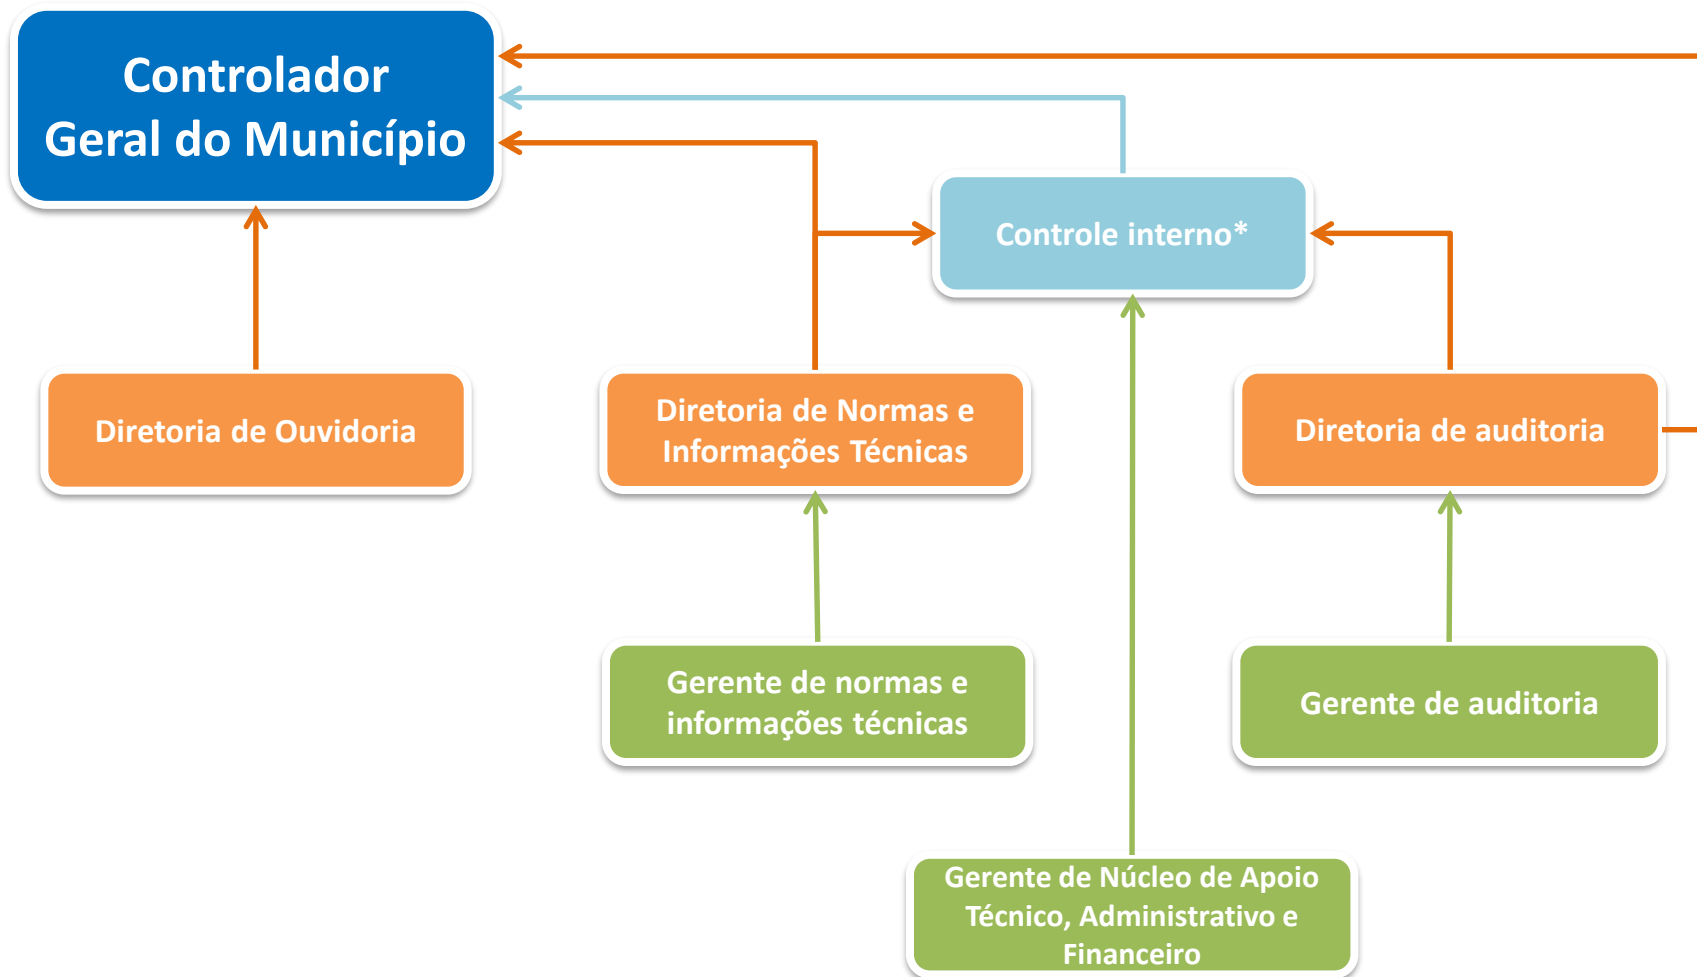 Controlador
Geral do Município
Controle interno*
Diretoria de Ouvidoria
Diretoria de Normas e
Informações Técnicas
Diretoria de auditoria
Gerente de normas e
informações técnicas
Gerente de auditoria
Gerente de Núcleo de Apoio
Técnico, Administrativo e
Financeiro